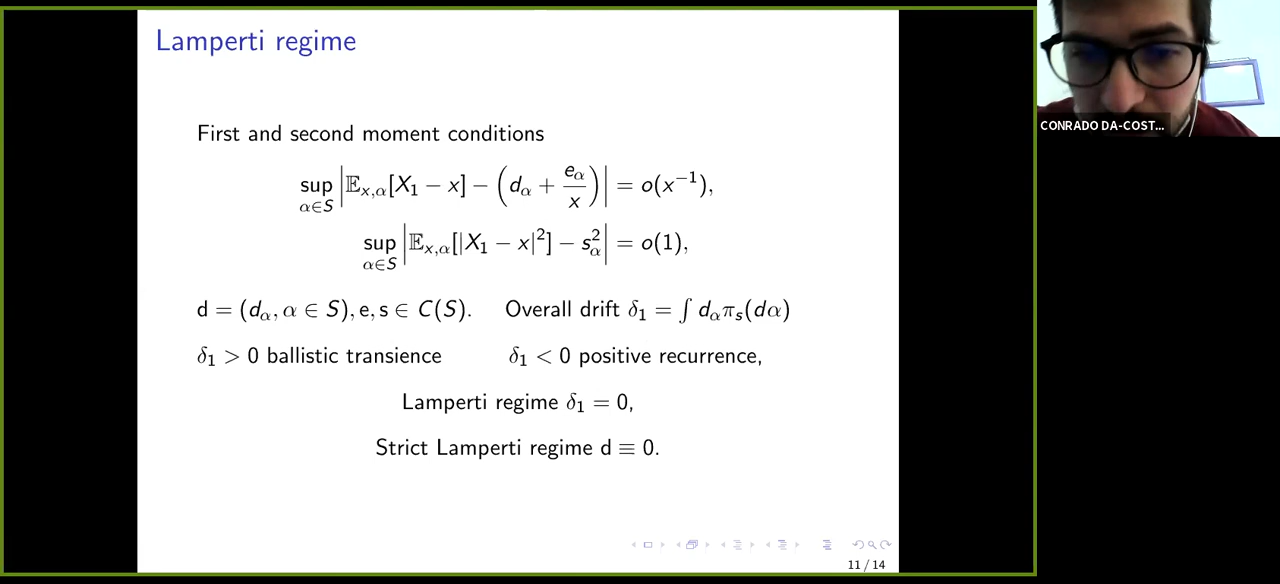 Lamperti regime
First and second moment conditions
sup_{α∈S} |𝔼_{x,α}[X_1 − x] − (d_α + e_α/x)| = o(x^{−1}),
sup_{α∈S} |𝔼_{x,α}[|X_1 − x|^2] − s_α^2| = o(1),
d = (d_α, α ∈ S), e, s ∈ C(S). Overall drift δ_1 = ∫ d_α π_s(dα)
δ_1 > 0 ballistic transience δ_1 < 0 positive recurrence,
Lamperti regime δ_1 = 0,
Strict Lamperti regime d ≡ 0.
11 / 14
CONRADO DA-COST...